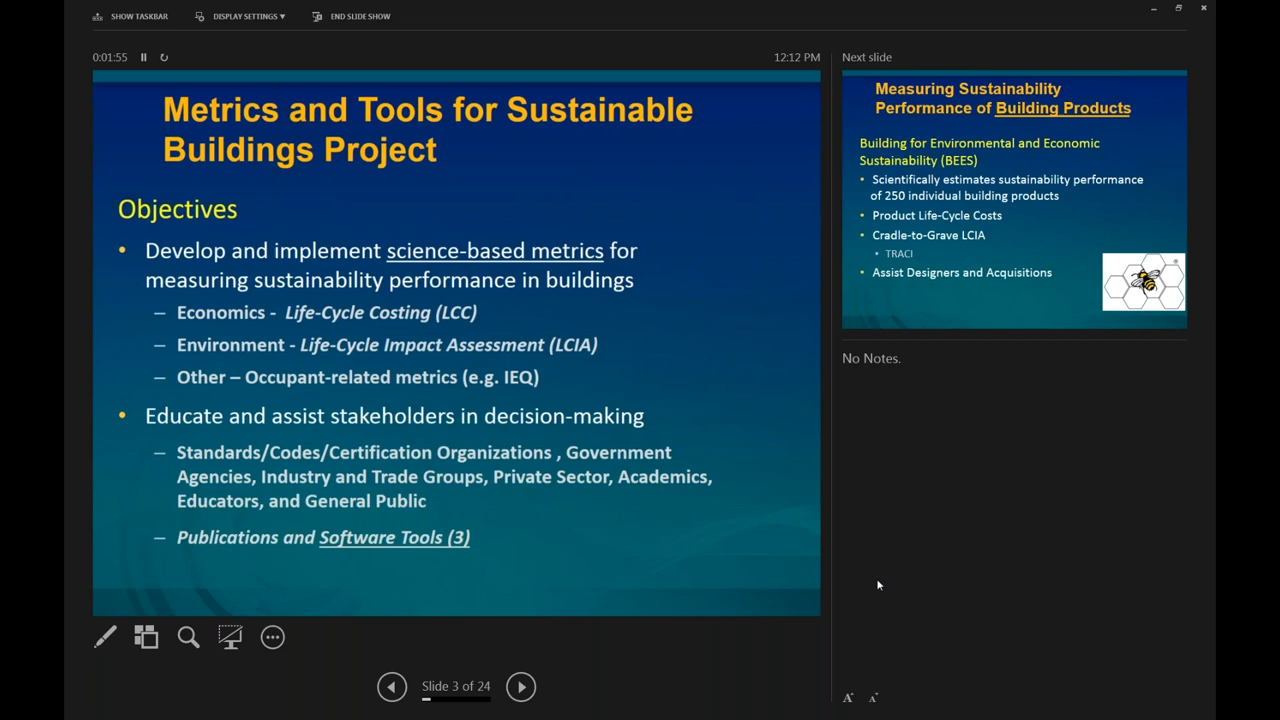 SHOW TASKBAR DISPLAY SETTINGS ▼ END SLIDE SHOW
0:01:55
12:12 PM
Metrics and Tools for Sustainable
Buildings Project
Objectives
• Develop and implement science-based metrics for
measuring sustainability performance in buildings
– Economics - Life-Cycle Costing (LCC)
– Environment - Life-Cycle Impact Assessment (LCIA)
– Other – Occupant-related metrics (e.g. IEQ)
• Educate and assist stakeholders in decision-making
– Standards/Codes/Certification Organizations , Government
Agencies, Industry and Trade Groups, Private Sector, Academics,
Educators, and General Public
– Publications and Software Tools (3)
Slide 3 of 24
Next slide
Measuring Sustainability
Performance of Building Products
Building for Environmental and Economic
Sustainability (BEES)
• Scientifically estimates sustainability performance
of 250 individual building products
• Product Life-Cycle Costs
• Cradle-to-Grave LCIA
• TRACI
• Assist Designers and Acquisitions
No Notes.
A A